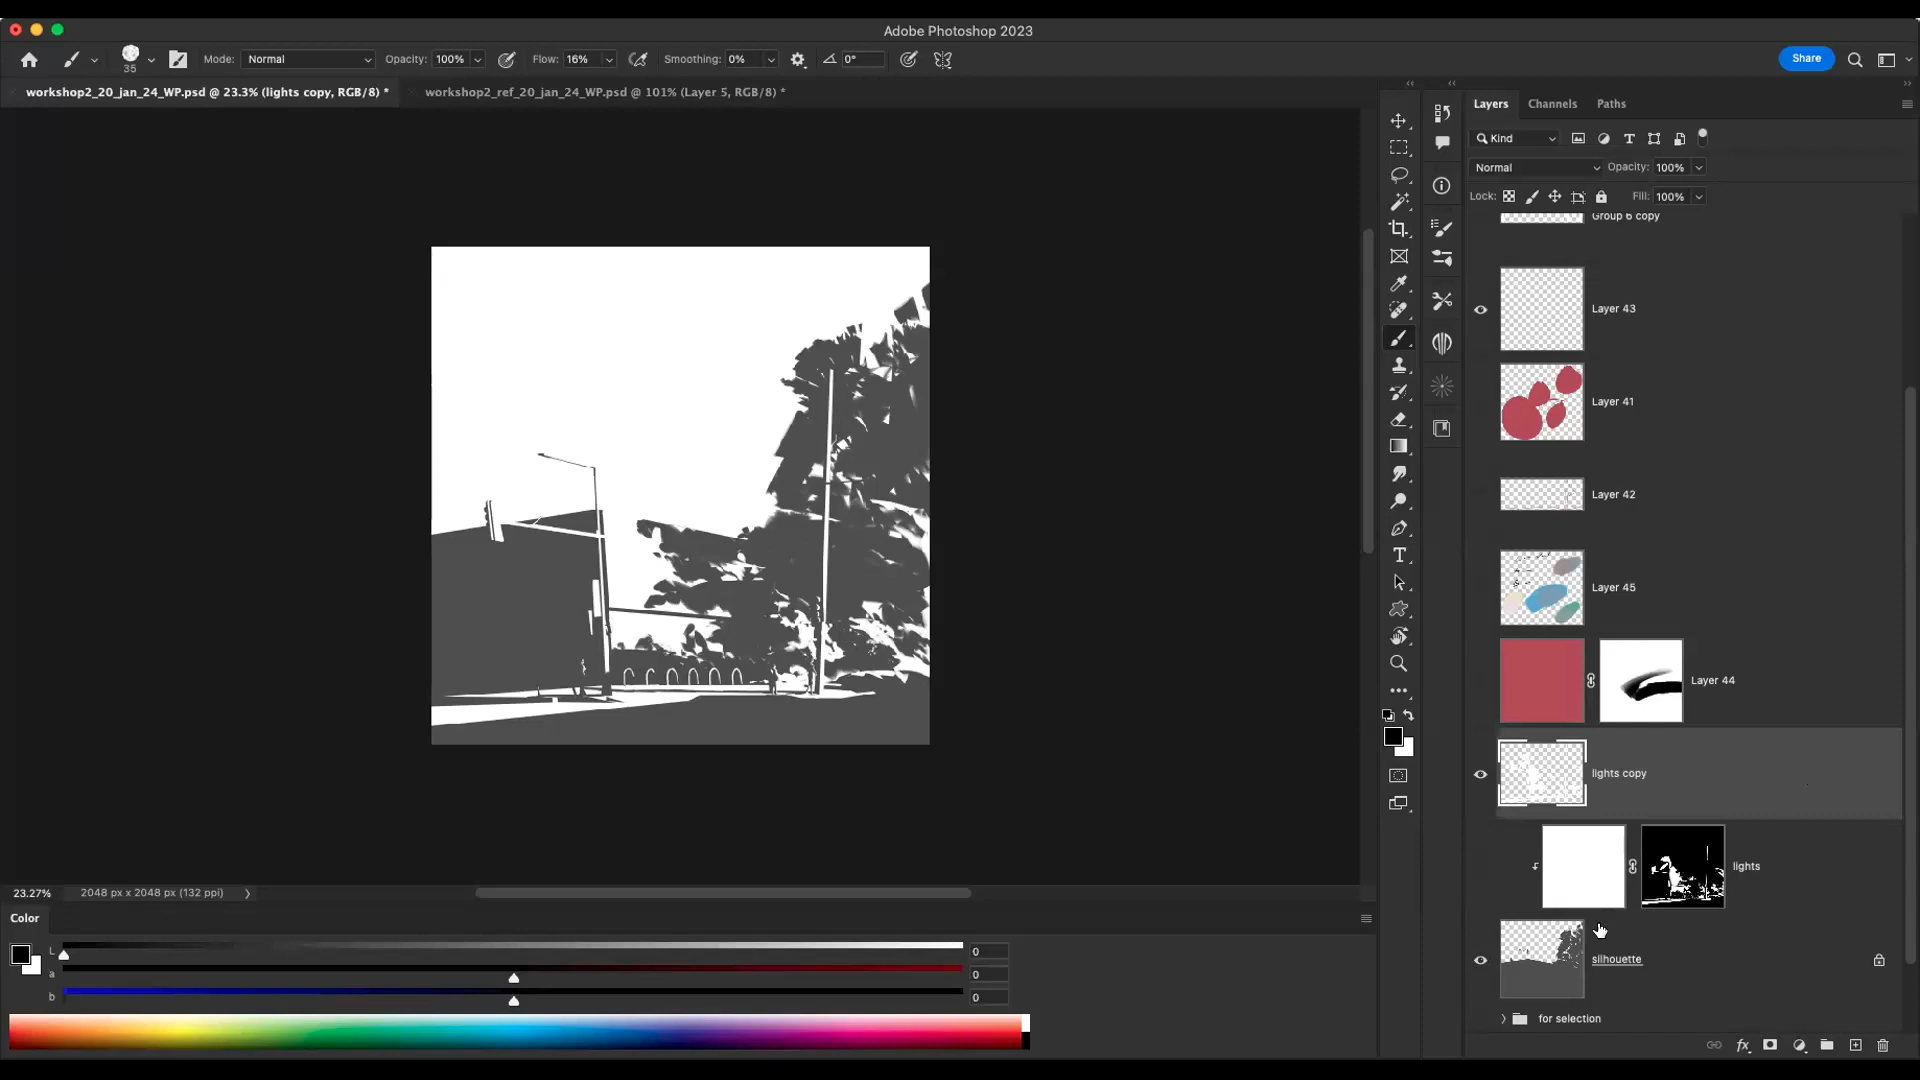 Adobe Photoshop 2023
35
Mode: Normal
Opacity: 100%
Flow: 16%
Smoothing: 0%
0°
Share
workshop2_20_jan_24_WP.psd @ 23.3% (lights copy, RGB/8) *
workshop2_ref_20_jan_24_WP.psd @ 101% (Layer 5, RGB/8) *
Layers
Channels
Paths
Kind
Normal
Opacity: 100%
Lock:
Fill: 100%
Group 6 copy
Layer 43
Layer 41
Layer 42
Layer 45
Layer 44
lights copy
lights
silhouette
for selection
23.27%
2048 px x 2048 px (132 ppi)
Color
L
0
a
0
b
0